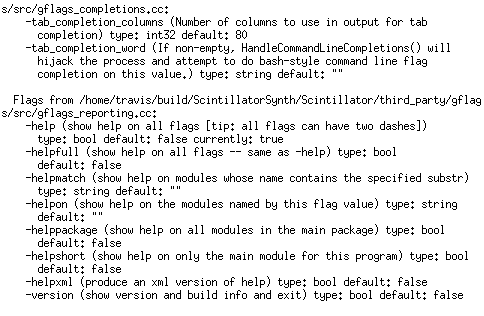 s/src/gflags_completions.cc:
-tab_completion_columns (Number of columns to use in output for tab
completion) type: int32 default: 80
-tab_completion_word (If non-empty, HandleCommandLineCompletions() will
hijack the process and attempt to do bash-style command line flag
completion on this value.) type: string default: ""
Flags from /home/travis/build/ScintillatorSynth/Scintillator/third_party/gflag
s/src/gflags_reporting.cc:
-help (show help on all flags [tip: all flags can have two dashes])
type: bool default: false currently: true
-helpfull (show help on all flags -- same as -help) type: bool
default: false
-helpmatch (show help on modules whose name contains the specified substr)
type: string default: ""
-helpon (show help on the modules named by this flag value) type: string
default: ""
-helppackage (show help on all modules in the main package) type: bool
default: false
-helpshort (show help on only the main module for this program) type: bool
default: false
-helpxml (produce an xml version of help) type: bool default: false
-version (show version and build info and exit) type: bool default: false